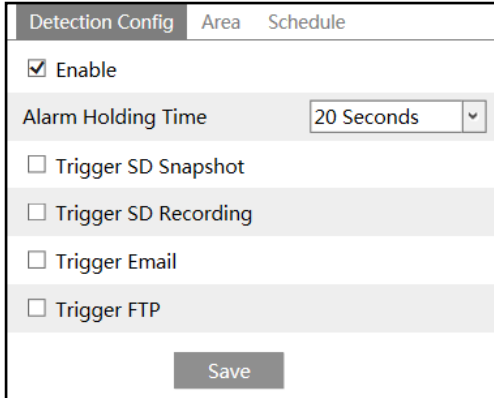 Detection Config Area Schedule
Enable
Alarm Holding Time 20 Seconds
Trigger SD Snapshot
Trigger SD Recording
Trigger Email
Trigger FTP
Save